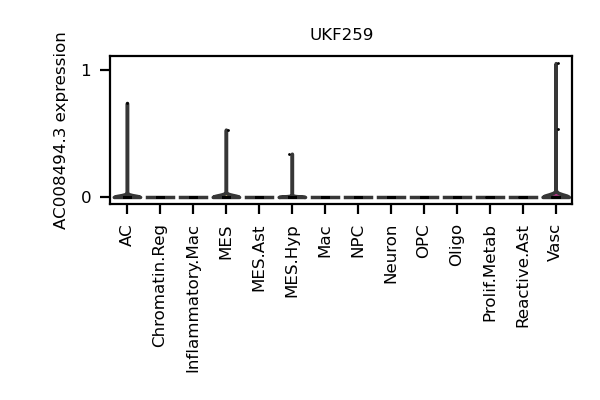 UKF259
AC008494.3 expression
1
0
AC
Chromatin.Reg
Inflammatory.Mac
MES
MES.Ast
MES.Hyp
Mac
NPC
Neuron
OPC
Oligo
Prolif.Metab
Reactive.Ast
Vasc